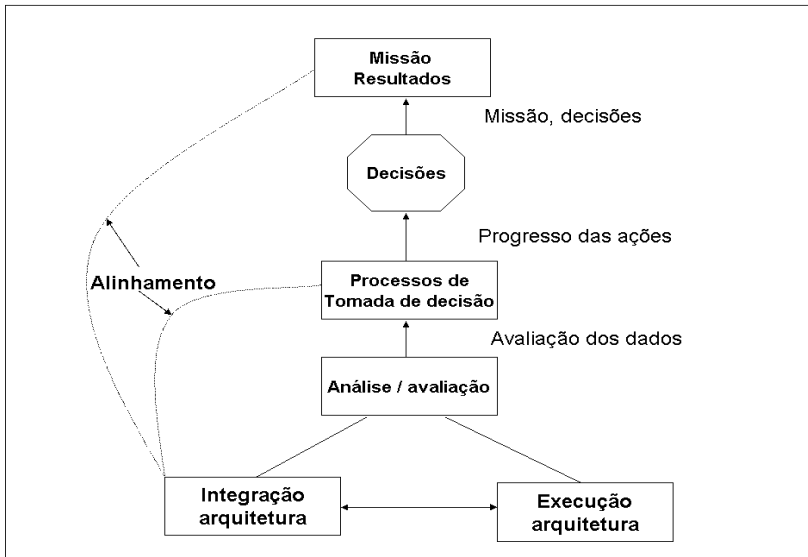 Missão
Resultados
Missão, decisões
Decisões
Progresso das ações
Alinhamento
Processos de
Tomada de decisão
Avaliação dos dados
Análise / avaliação
Integração
arquitetura
Execução
arquitetura